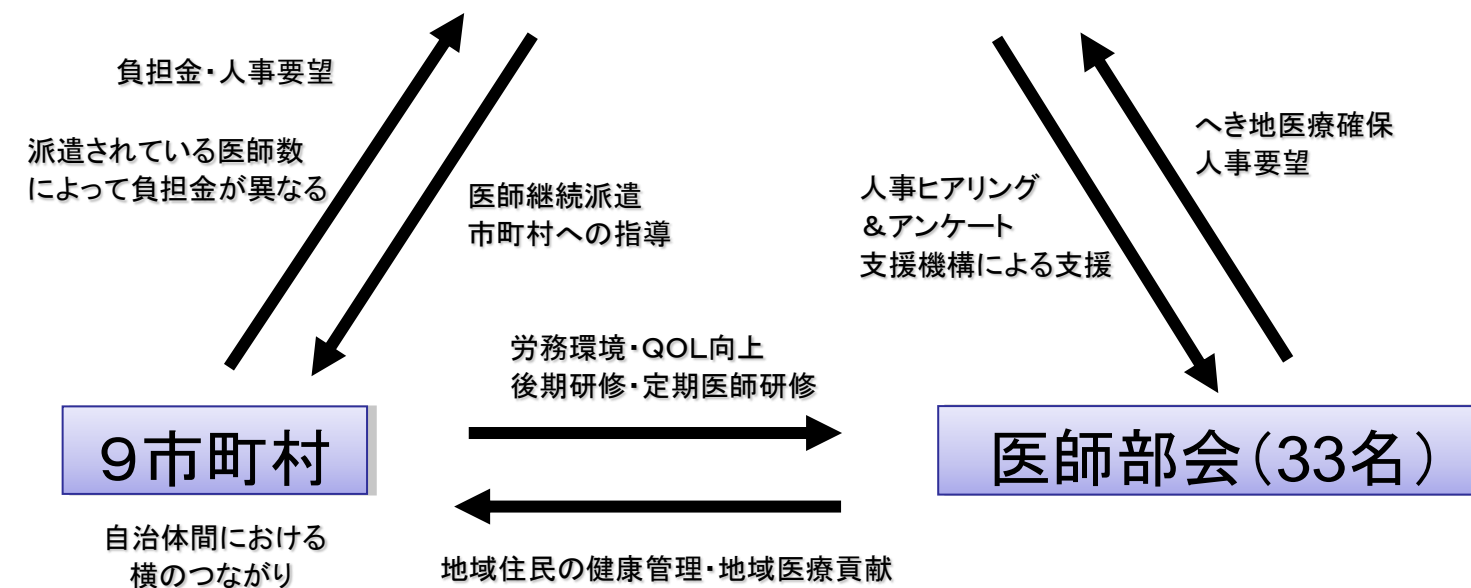 負担金・人事要望
派遣されている医師数
によって負担金が異なる
医師継続派遣
市町村への指導
へき地医療確保
人事要望
人事ヒアリング
&アンケート
支援機構による支援
労務環境・QOL向上
後期研修・定期医師研修
9市町村
医師部会(33名)
自治体間における
横のつながり
地域住民の健康管理・地域医療貢献